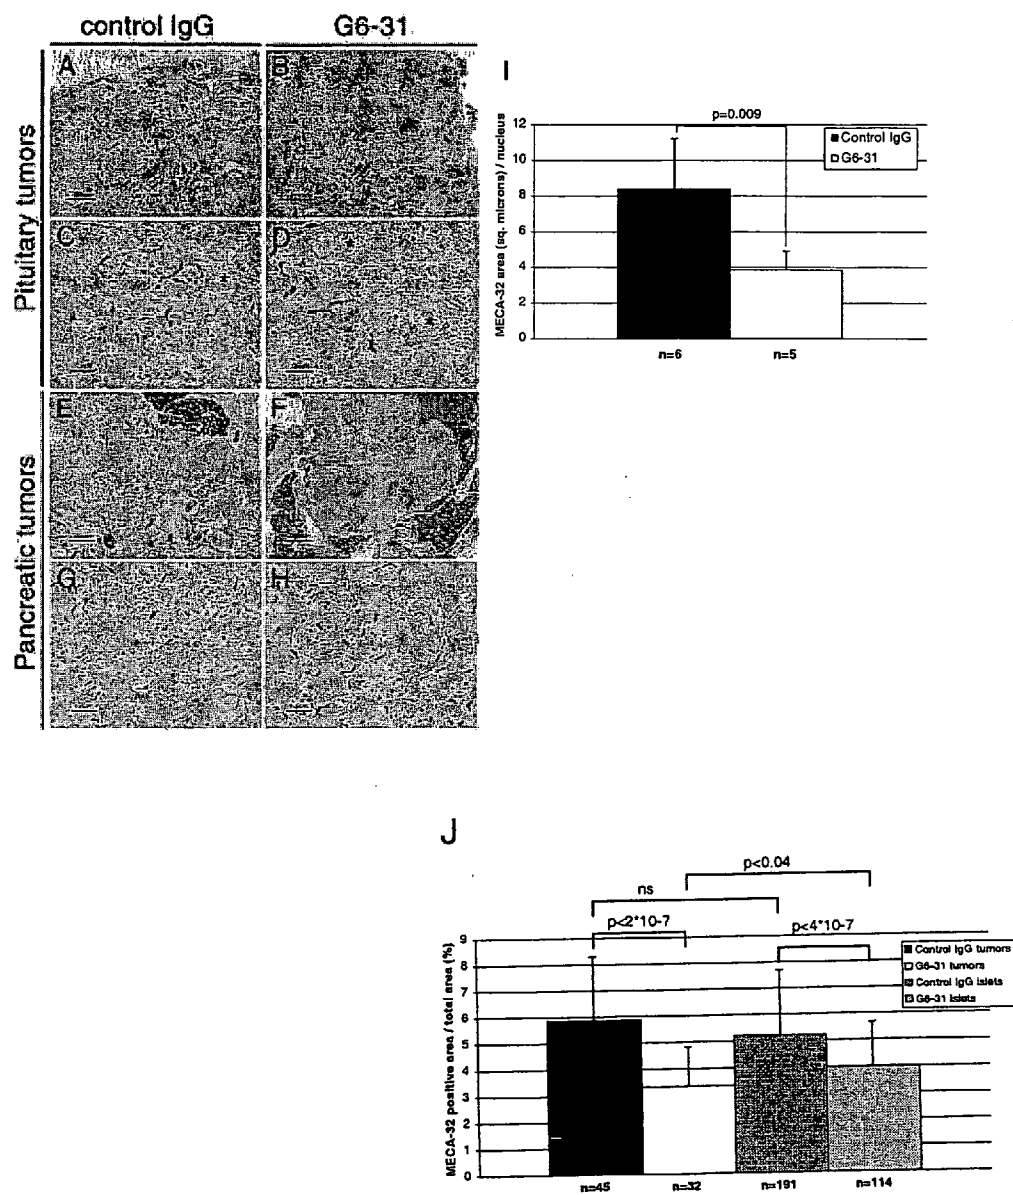 control IgG
G6-31
Pituitary tumors
Pancreatic tumors
A
B
C
D
E
F
G
H
I
p=0.009
MECA-32 area (sq. microns) / nucleus
12
10
8
6
4
2
0
Control IgG
G6-31
n=6
n=5
J
p<0.04
ns
p<2*10-7
p<4*10-7
MECA-32 positive area / total area (%)
9
8
7
6
5
4
3
2
1
0
Control IgG tumors
G6-31 tumors
Control IgG islets
G6-31 islets
n=45
n=32
n=191
n=114